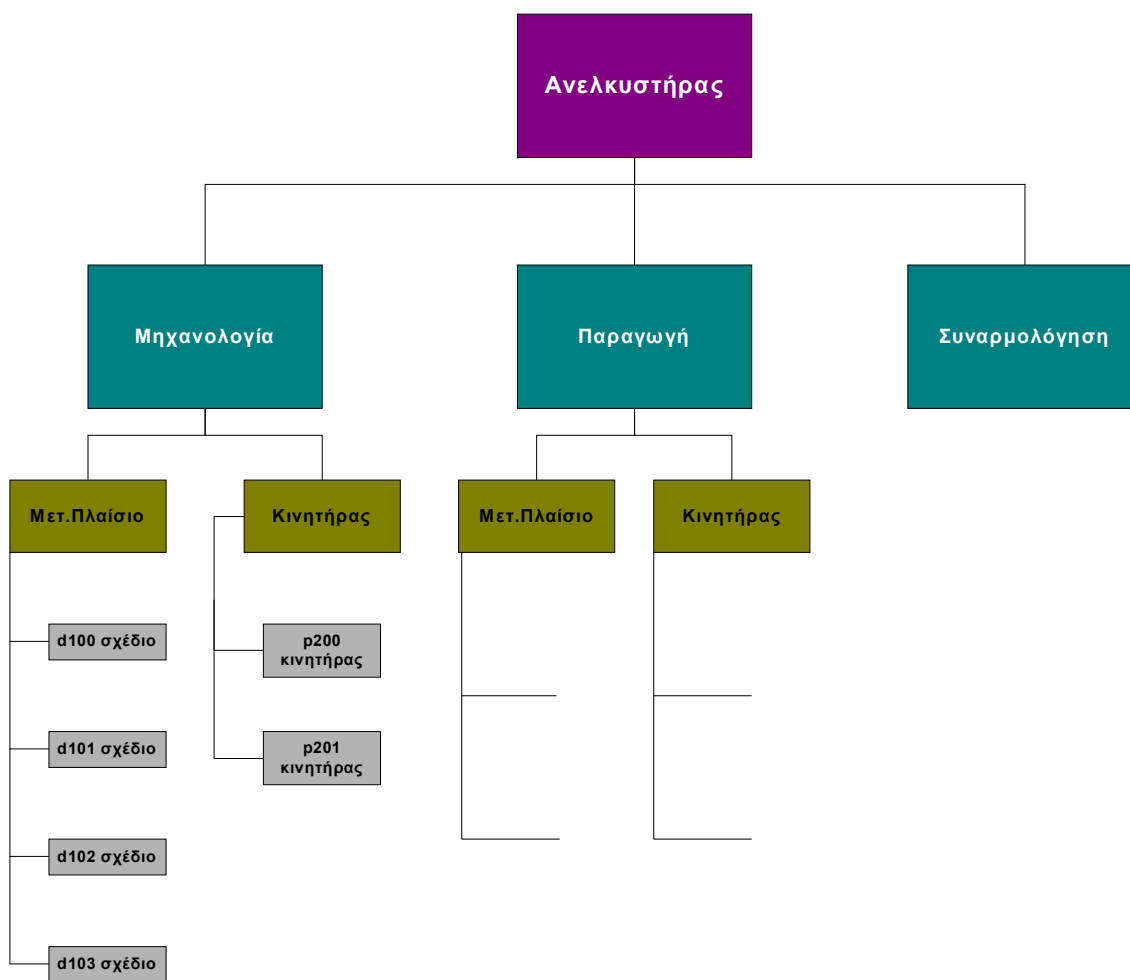 Ανελκυστήρας
Μηχανολογία
Παραγωγή
Συναρμολόγηση
Μετ.Πλαίσιο
Κινητήρας
Μετ.Πλαίσιο
Κινητήρας
d100 σχέδιο
p200
κινητήρας
d101 σχέδιο
p201
κινητήρας
d102 σχέδιο
d103 σχέδιο